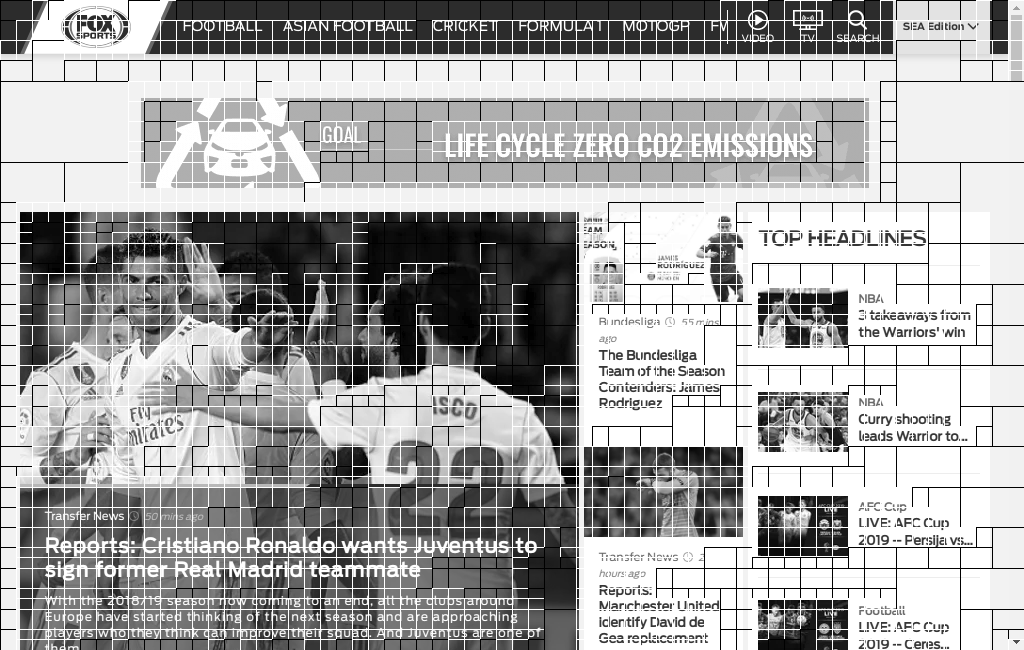 FOX
SPORTS
FOOTBALL
ASIAN FOOTBALL
CRICKET
FORMULA 1
MOTOGP
VIDEO
TV
SEARCH
SEA Edition
GOAL
LIFE CYCLE ZERO CO2 EMISSIONS
Transfer News 50 mins ago
Reports: Cristiano Ronaldo wants Juventus to
sign former Real Madrid teammate
With the 2018/19 season now coming to an end, all the clubs around
Europe have started thinking of the next season and are approaching
players who they think can improve their squad. And Juventus are one of
them.
JAMES
RODRIGUEZ
Bundesliga 55 mins
ago
The Bundesliga
Team of the Season
Contenders: James
Rodriguez
Transfer News 2
hours ago
Reports:
Manchester United
identify David de
Gea replacement
TOP HEADLINES
NBA
3 takeaways from
the Warriors' win
NBA
Curry shooting
leads Warrior to...
AFC Cup
LIVE: AFC Cup
2019 -- Persija vs...
Football
LIVE: AFC Cup
2019 -- Ceres...